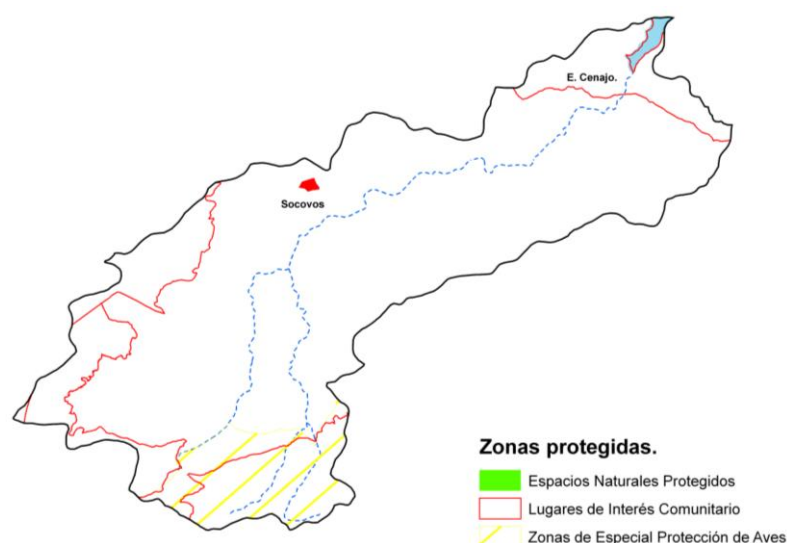 E. Cenajo.
Socovos
Zonas protegidas.
Espacios Naturales Protegidos
Lugares de Interés Comunitario
Zonas de Especial Protección de Aves